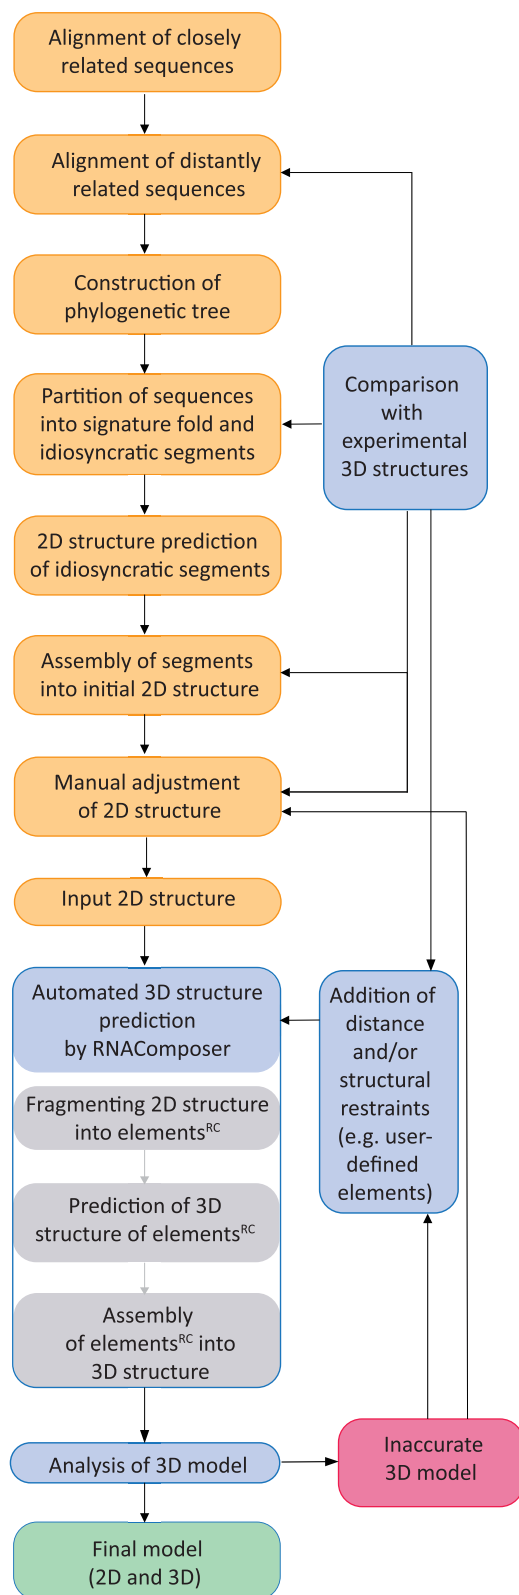 Alignment of closely
related sequences
Alignment of distantly
related sequences
Construction of
phylogenetic tree
Partition of sequences
into signature fold and
idiosyncratic segments
Comparison
with
experimental
3D structures
2D structure prediction
of idiosyncratic segments
Assembly of segments
into initial 2D structure
Manual adjustment
of 2D structure
Input 2D structure
Automated 3D structure
prediction
by RNAComposer
Addition of
distance
and/or
structural
restraints
(e.g. user-
defined
elements)
Fragmenting 2D structure
into elementsRC
Prediction of 3D
structure of elementsRC
Assembly
of elementsRC into
3D structure
Analysis of 3D model
Inaccurate
3D model
Final model
(2D and 3D)